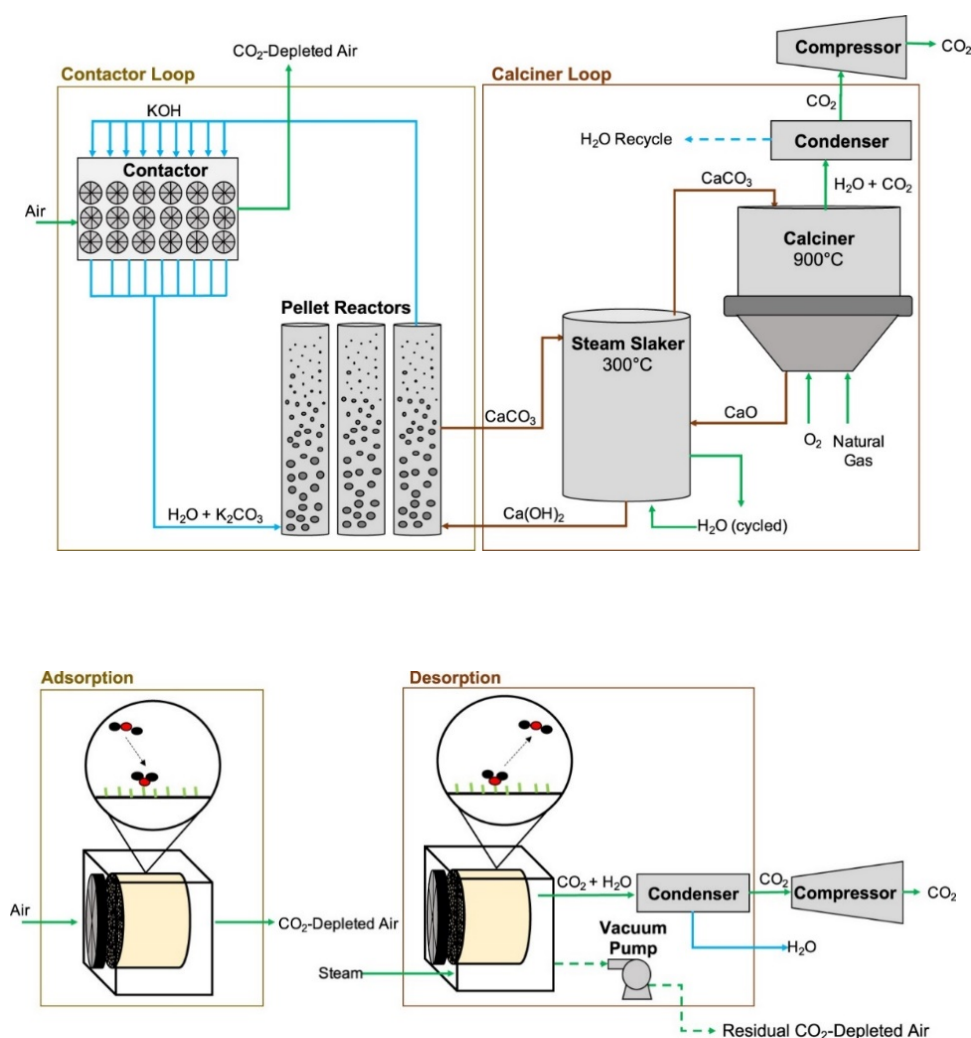 CO₂-Depleted Air
Compressor
CO₂
Contactor Loop
Calciner Loop
CO₂
KOH
H₂O Recycle
Condenser
Contactor
CaCO₃
H₂O + CO₂
Air
Calciner
900°C
Pellet Reactors
Steam Slaker
300°C
CaCO₃
CaO
O₂
Natural
Gas
H₂O + K₂CO₃
Ca(OH)₂
H₂O (cycled)
Adsorption
Desorption
Air
CO₂-Depleted Air
CO₂ + H₂O
Condenser
CO₂
Compressor
CO₂
Vacuum
Pump
H₂O
Steam
Residual CO₂-Depleted Air